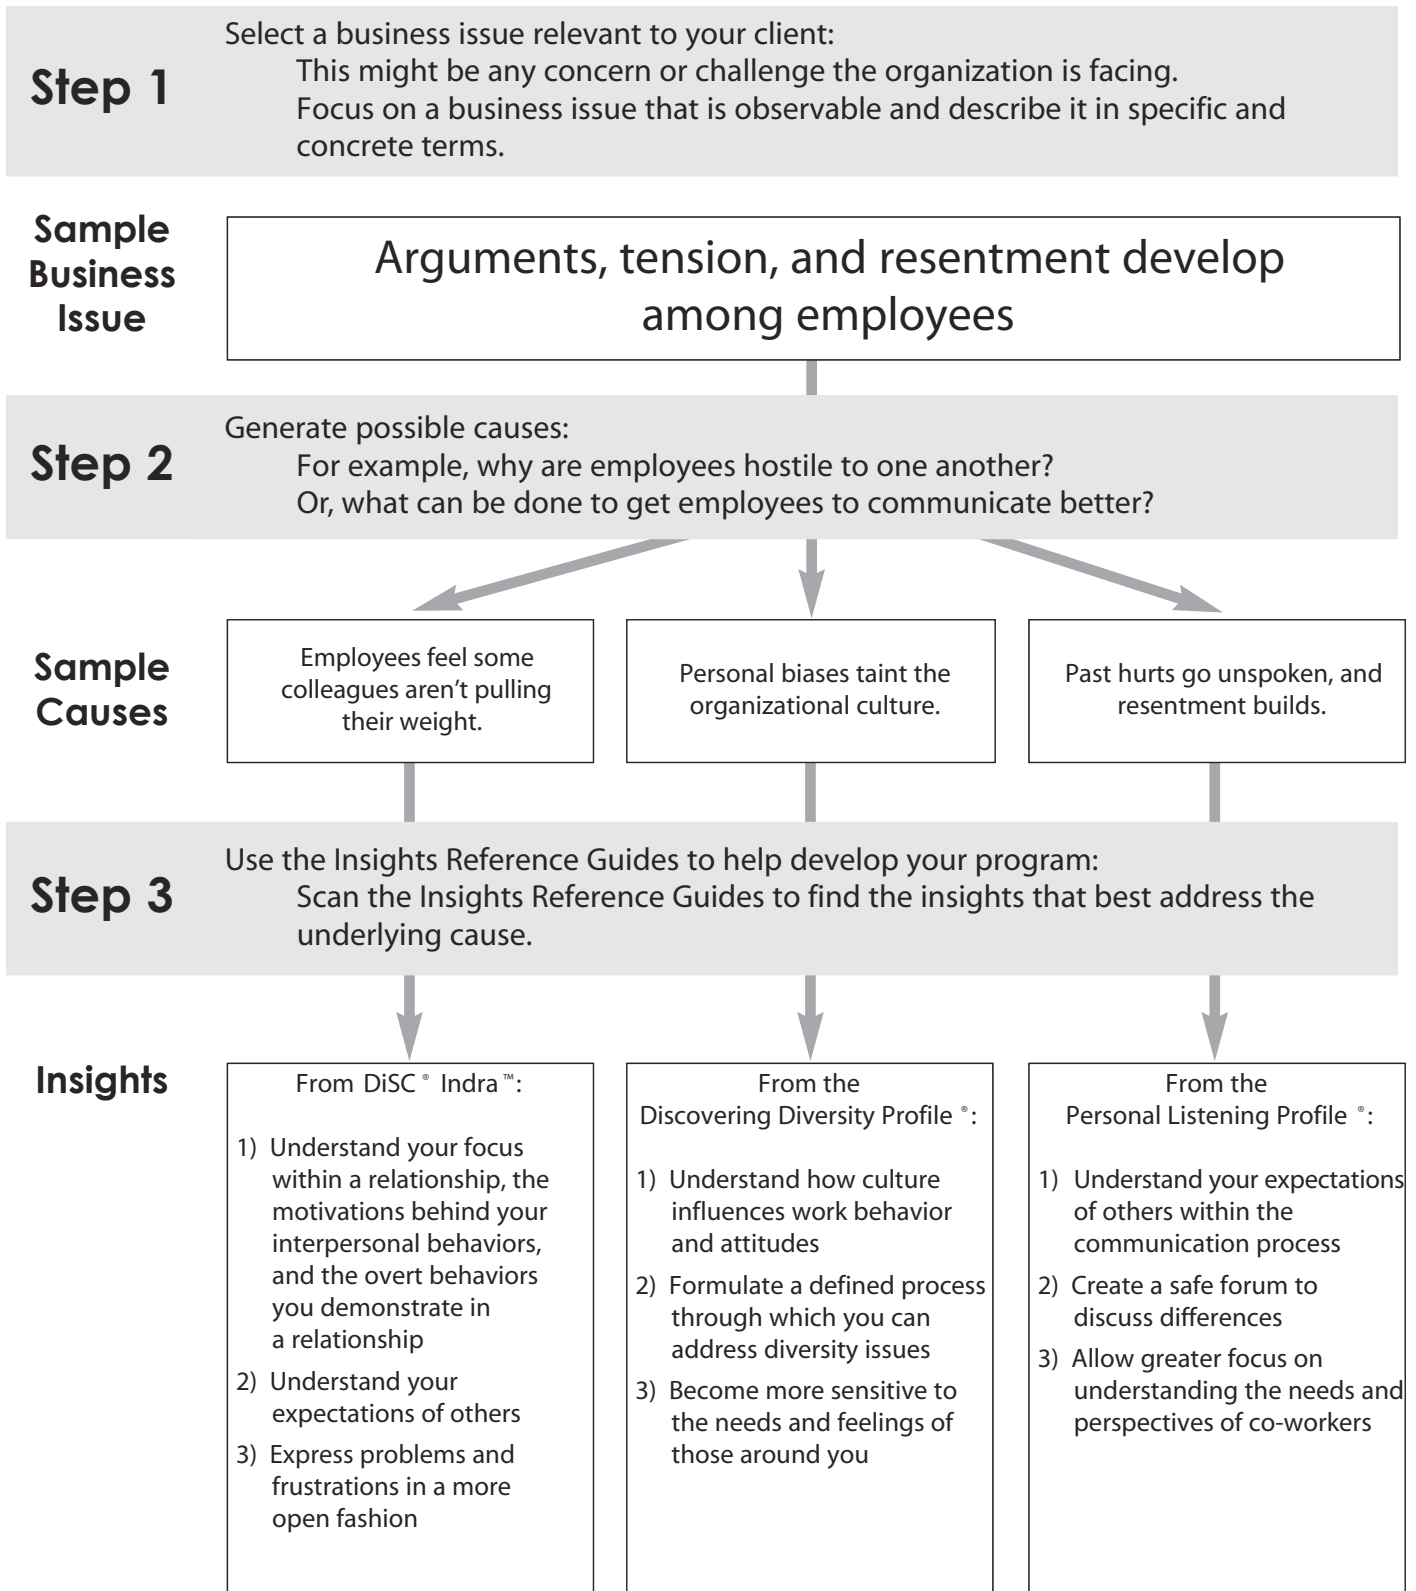 Step 1
Select a business issue relevant to your client:
This might be any concern or challenge the organization is facing.
Focus on a business issue that is observable and describe it in specific and
concrete terms.
Sample
Business
Issue
Arguments, tension, and resentment develop
among employees
Step 2
Generate possible causes:
For example, why are employees hostile to one another?
Or, what can be done to get employees to communicate better?
Sample
Causes
Employees feel some
colleagues aren't pulling
their weight.
Personal biases taint the
organizational culture.
Past hurts go unspoken, and
resentment builds.
Step 3
Use the Insights Reference Guides to help develop your program:
Scan the Insights Reference Guides to find the insights that best address the
underlying cause.
Insights
From DiSC® Indra™:
1) Understand your focus
within a relationship, the
motivations behind your
interpersonal behaviors,
and the overt behaviors
you demonstrate in
a relationship
2) Understand your
expectations of others
3) Express problems and
frustrations in a more
open fashion
From the
Discovering Diversity Profile®:
1) Understand how culture
influences work behavior
and attitudes
2) Formulate a defined process
through which you can
address diversity issues
3) Become more sensitive to
the needs and feelings of
those around you
From the
Personal Listening Profile®:
1) Understand your expectations
of others within the
communication process
2) Create a safe forum to
discuss differences
3) Allow greater focus on
understanding the needs and
perspectives of co-workers